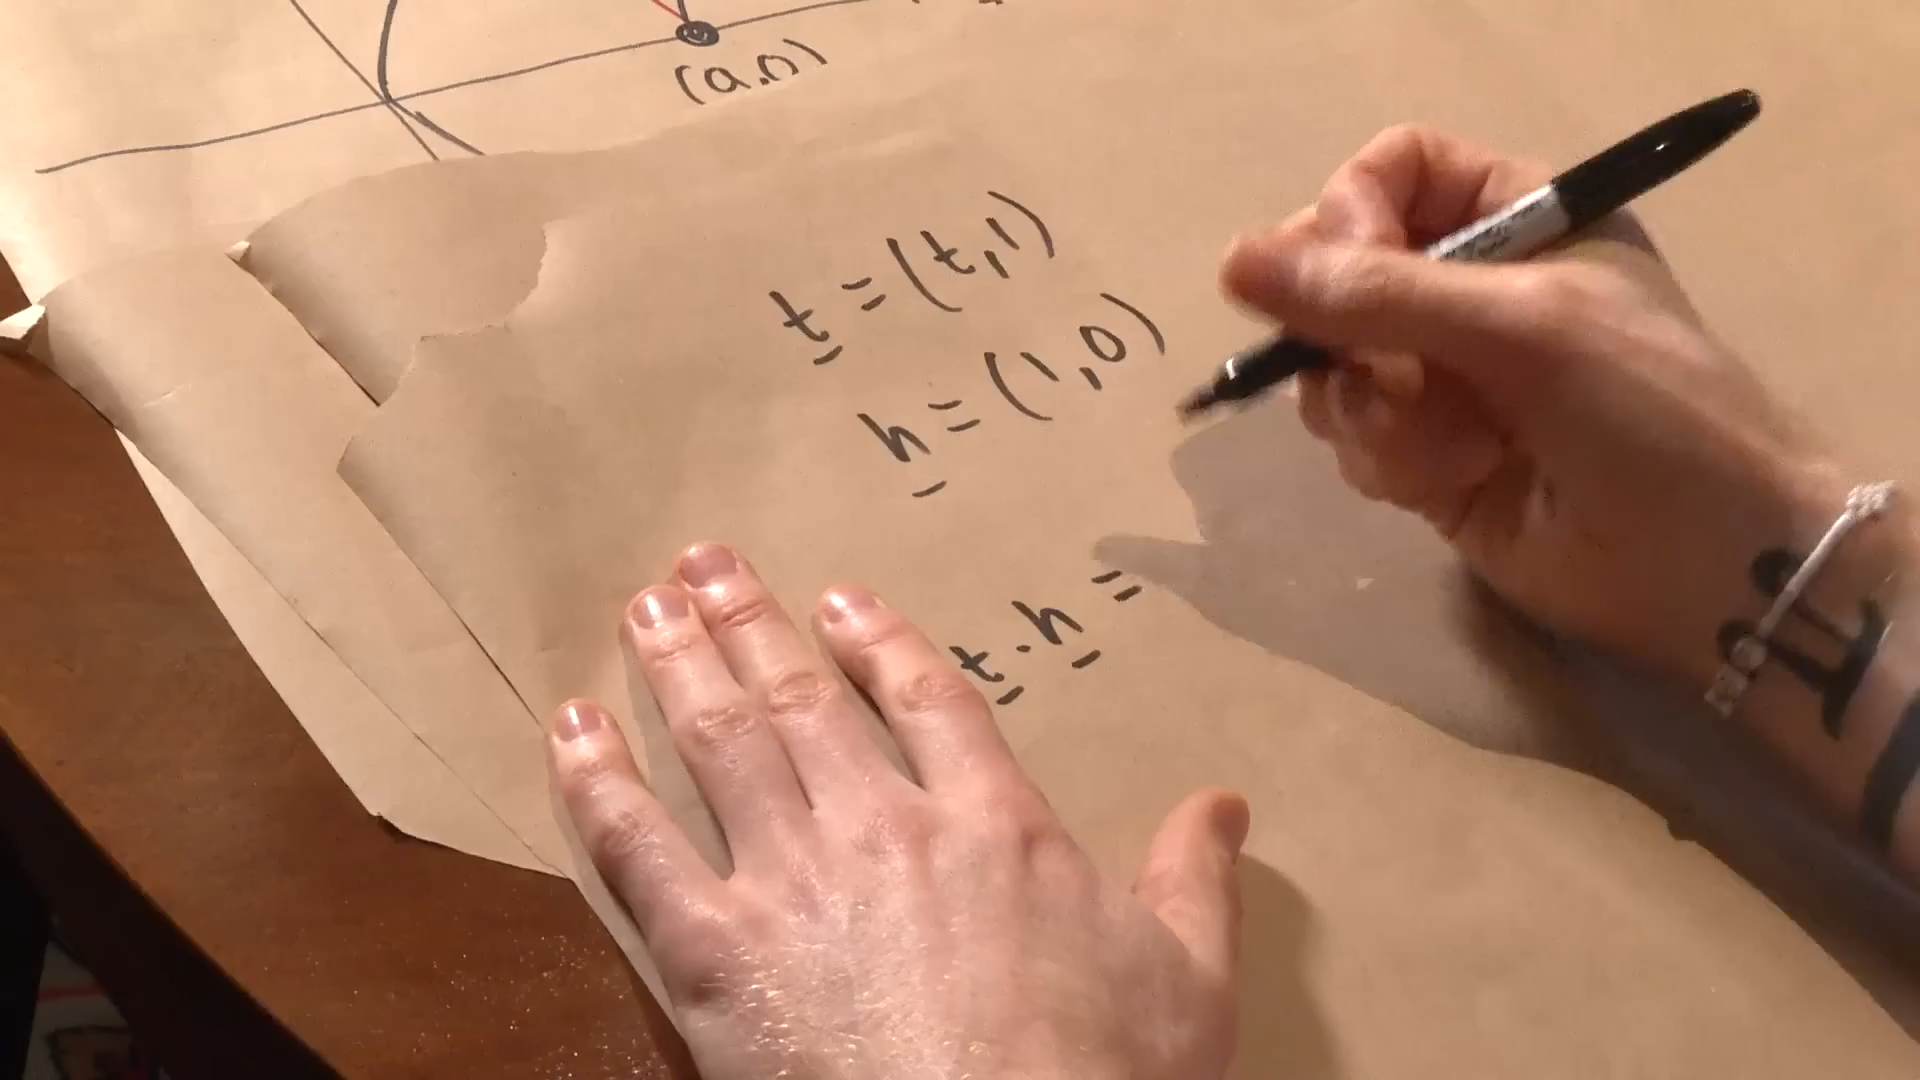 (a,0)
t = (t,1)
h = (1,0)
t · h =